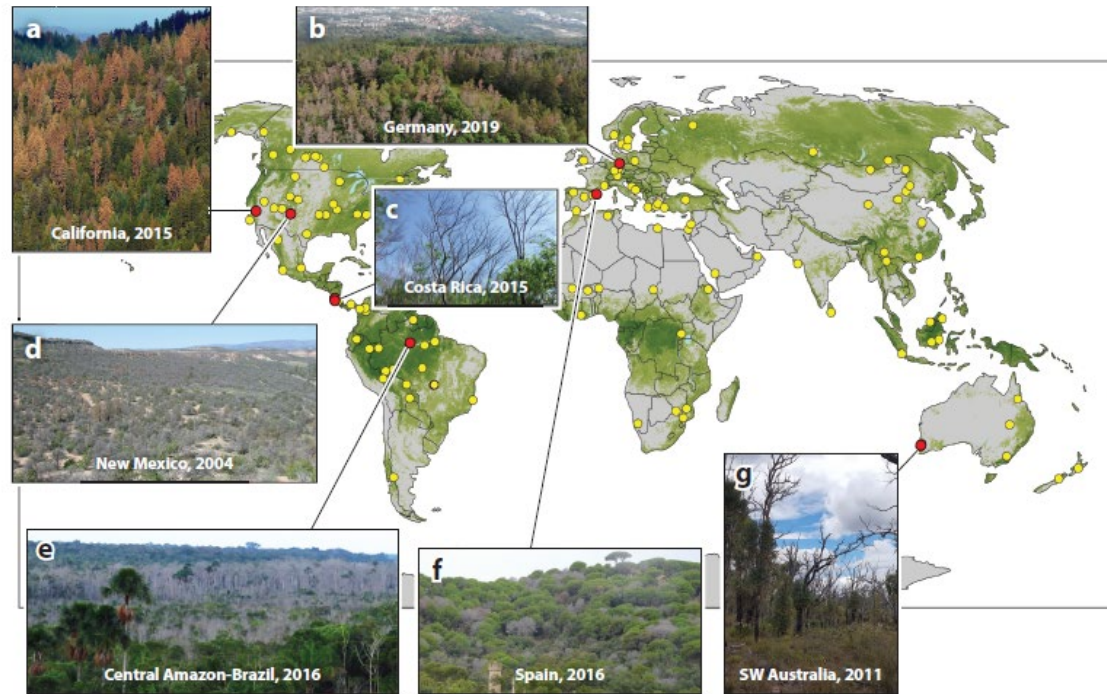 a
California, 2015
b
Germany, 2019
c
Costa Rica, 2015
d
New Mexico, 2004
e
Central Amazon-Brazil, 2016
f
Spain, 2016
g
SW Australia, 2011